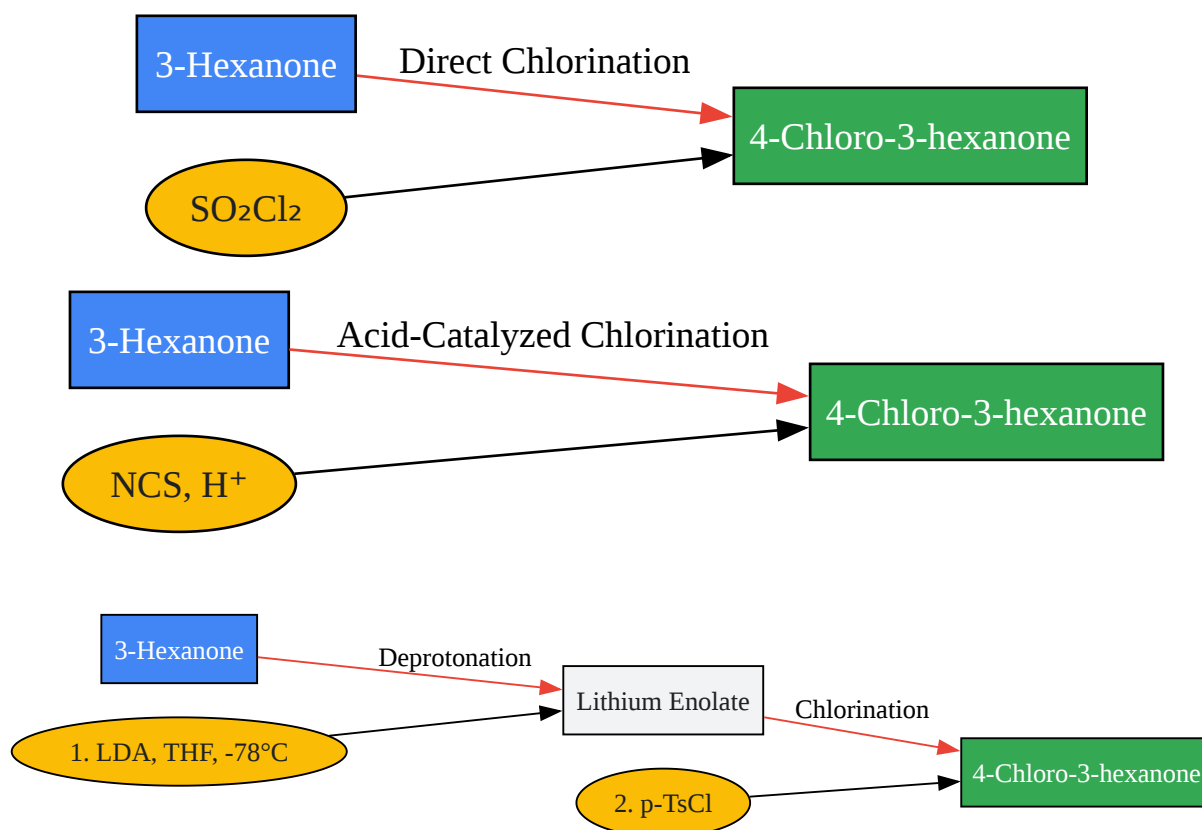 3-Hexanone
Direct Chlorination
4-Chloro-3-hexanone
SO₂Cl₂
3-Hexanone
Acid-Catalyzed Chlorination
4-Chloro-3-hexanone
NCS, H⁺
3-Hexanone
Deprotonation
Lithium Enolate
Chlorination
1. LDA, THF, -78°C
4-Chloro-3-hexanone
2. p-TsCl